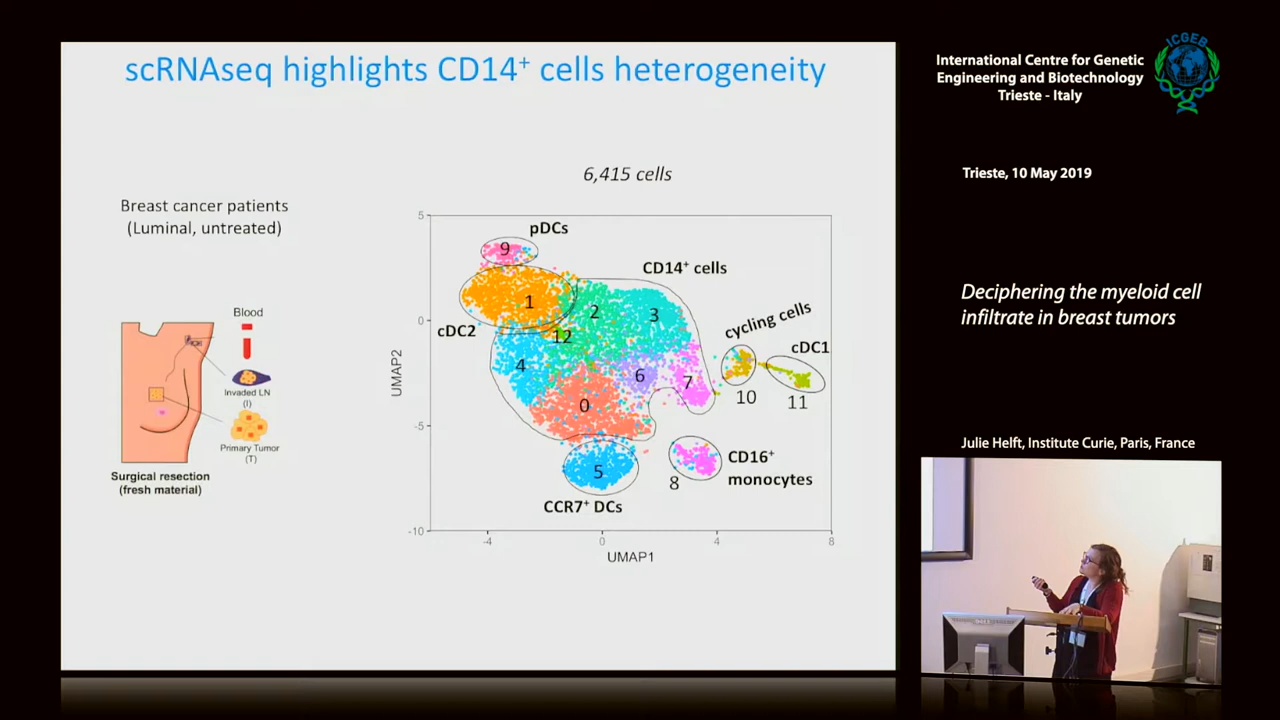 scRNAseq highlights CD14⁺ cells heterogeneity
6,415 cells
Breast cancer patients
(Luminal, untreated)
Blood
Invaded LN
(I)
Primary Tumor
(T)
Surgical resection
(fresh material)
5
0
-5
-10
UMAP2
-4
0
4
8
UMAP1
pDCs
9
CD14⁺ cells
1
2
3
cDC2
12
cycling cells
cDC1
4
6
7
0
10
11
5
CD16⁺
monocytes
8
CCR7⁺ DCs
International Centre for Genetic
Engineering and Biotechnology
Trieste - Italy
ICGEB
Trieste, 10 May 2019
Deciphering the myeloid cell
infiltrate in breast tumors
Julie Helft, Institute Curie, Paris, France
DELL